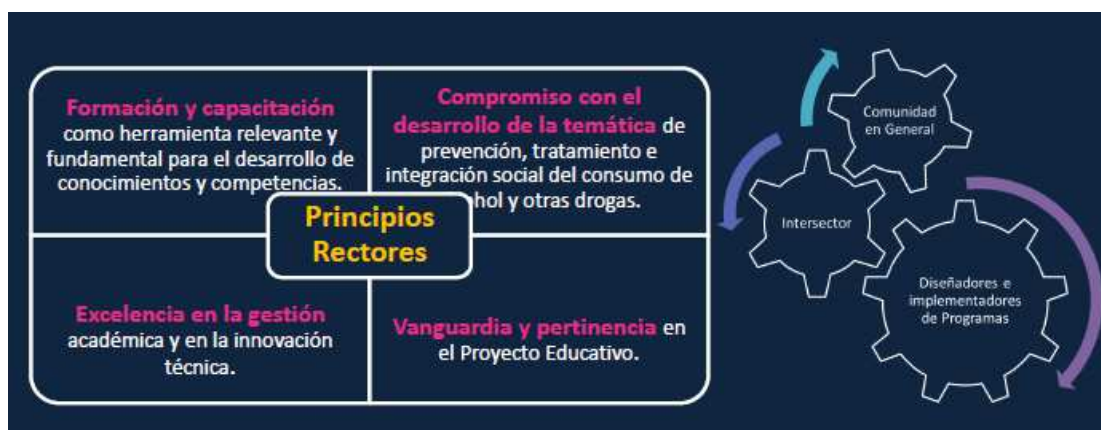 Formación y capacitación
como herramienta relevante y
fundamental para el desarrollo de
conocimientos y competencias.
Compromiso con el
desarrollo de la temática de
prevención, tratamiento e
integración social del consumo de
ohol y otras drogas.
Principios
Rectores
Excelencia en la gestión
académica y en la innovación
técnica.
Vanguardia y pertinencia en
el Proyecto Educativo.
Comunidad
en General
Intersector
Diseñadores e
implementadores
de Programas